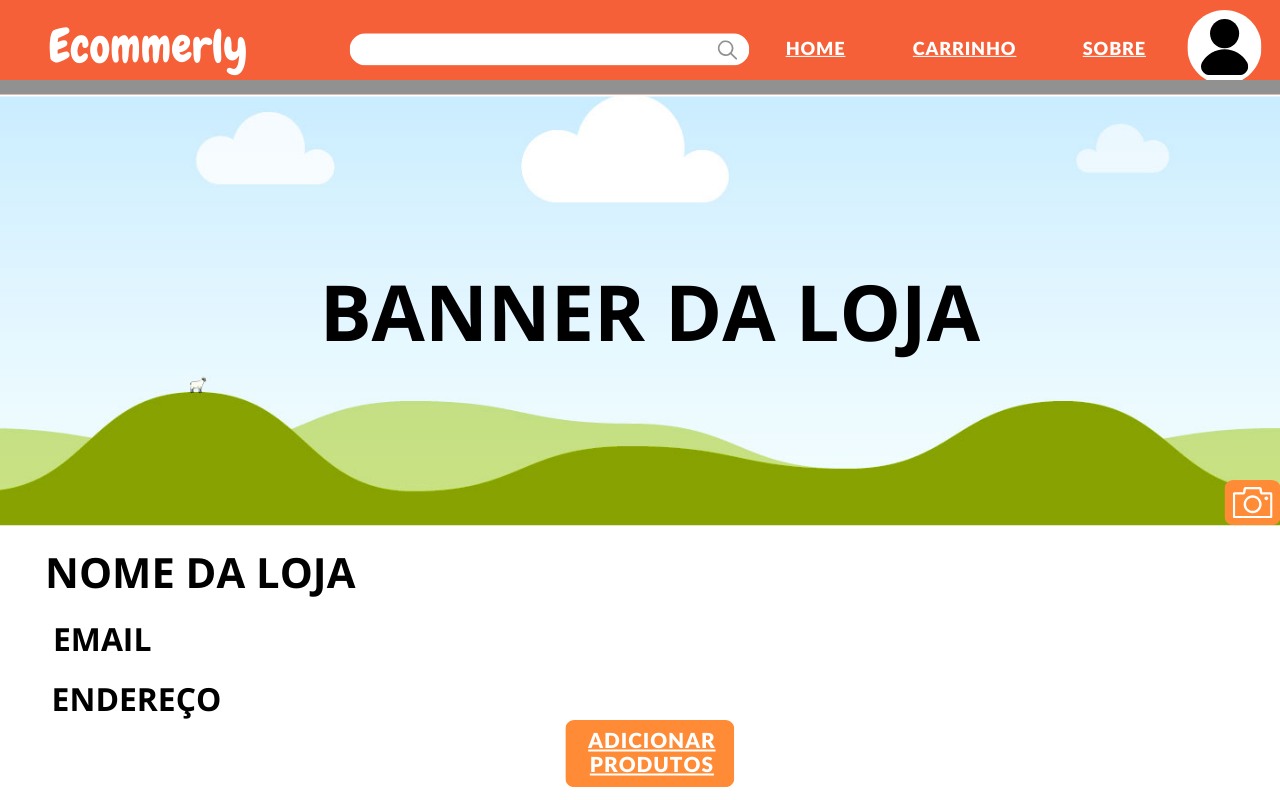 Ecommerly
HOME
CARRINHO
SOBRE
BANNER DA LOJA
NOME DA LOJA
EMAIL
ENDEREÇO
ADICIONAR
PRODUTOS